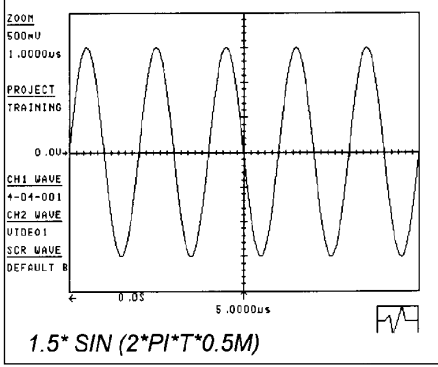 ZOOM
500mV
1.0000us
PROJECT
TRAINING
0.0V
CH1 WAVE
4-04-001
CH2 WAVE
VIDEO1
SCR WAVE
DEFAULT B
0.0S
5.0000us
1.5* SIN (2*PI*T*0.5M)